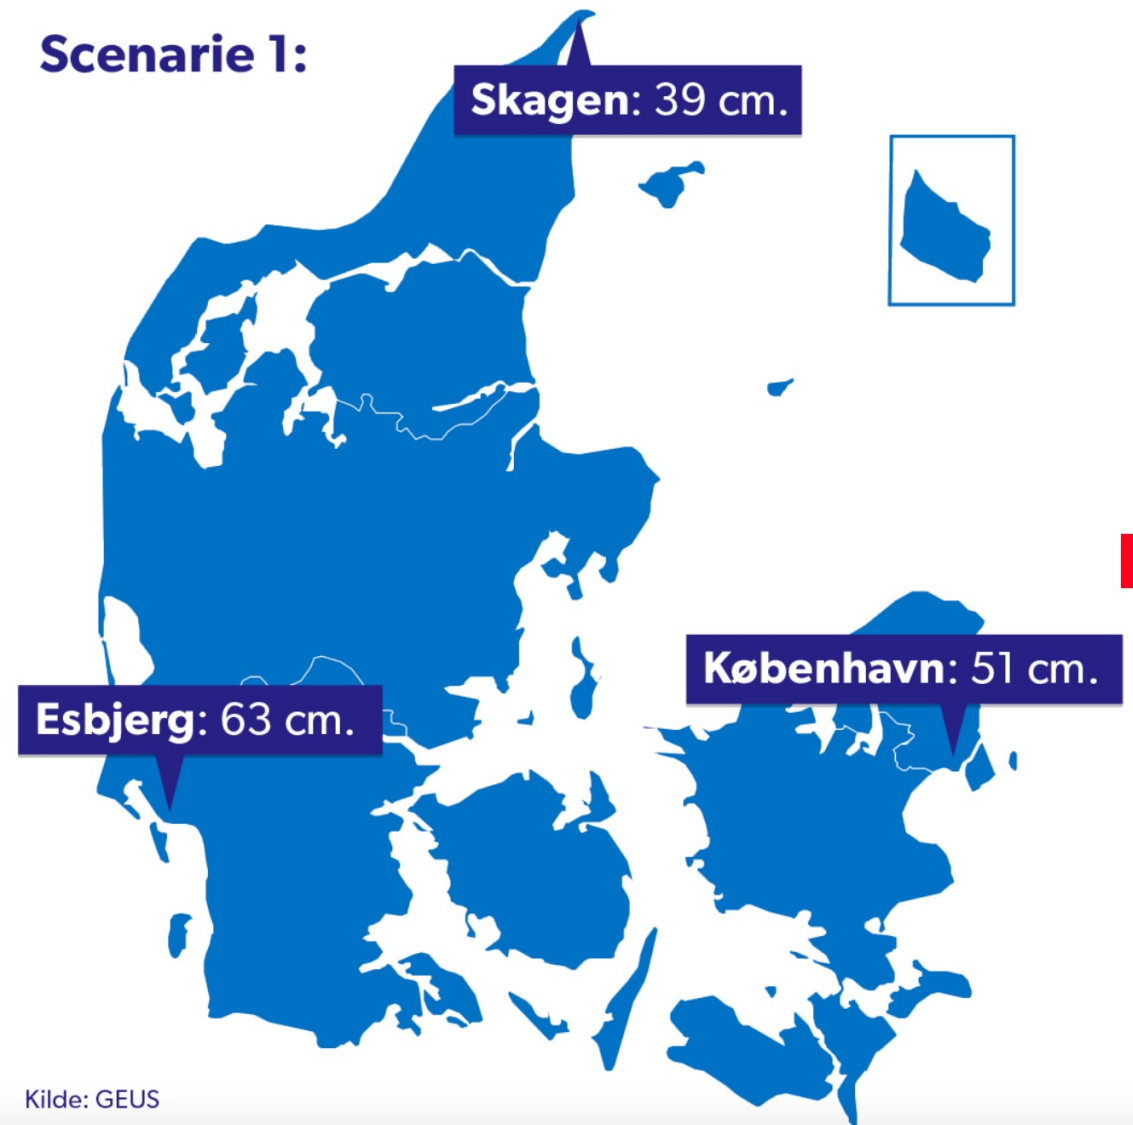 Scenarie 1:
Skagen: 39 cm.
København: 51 cm.
Esbjerg: 63 cm.
Kilde: GEUS